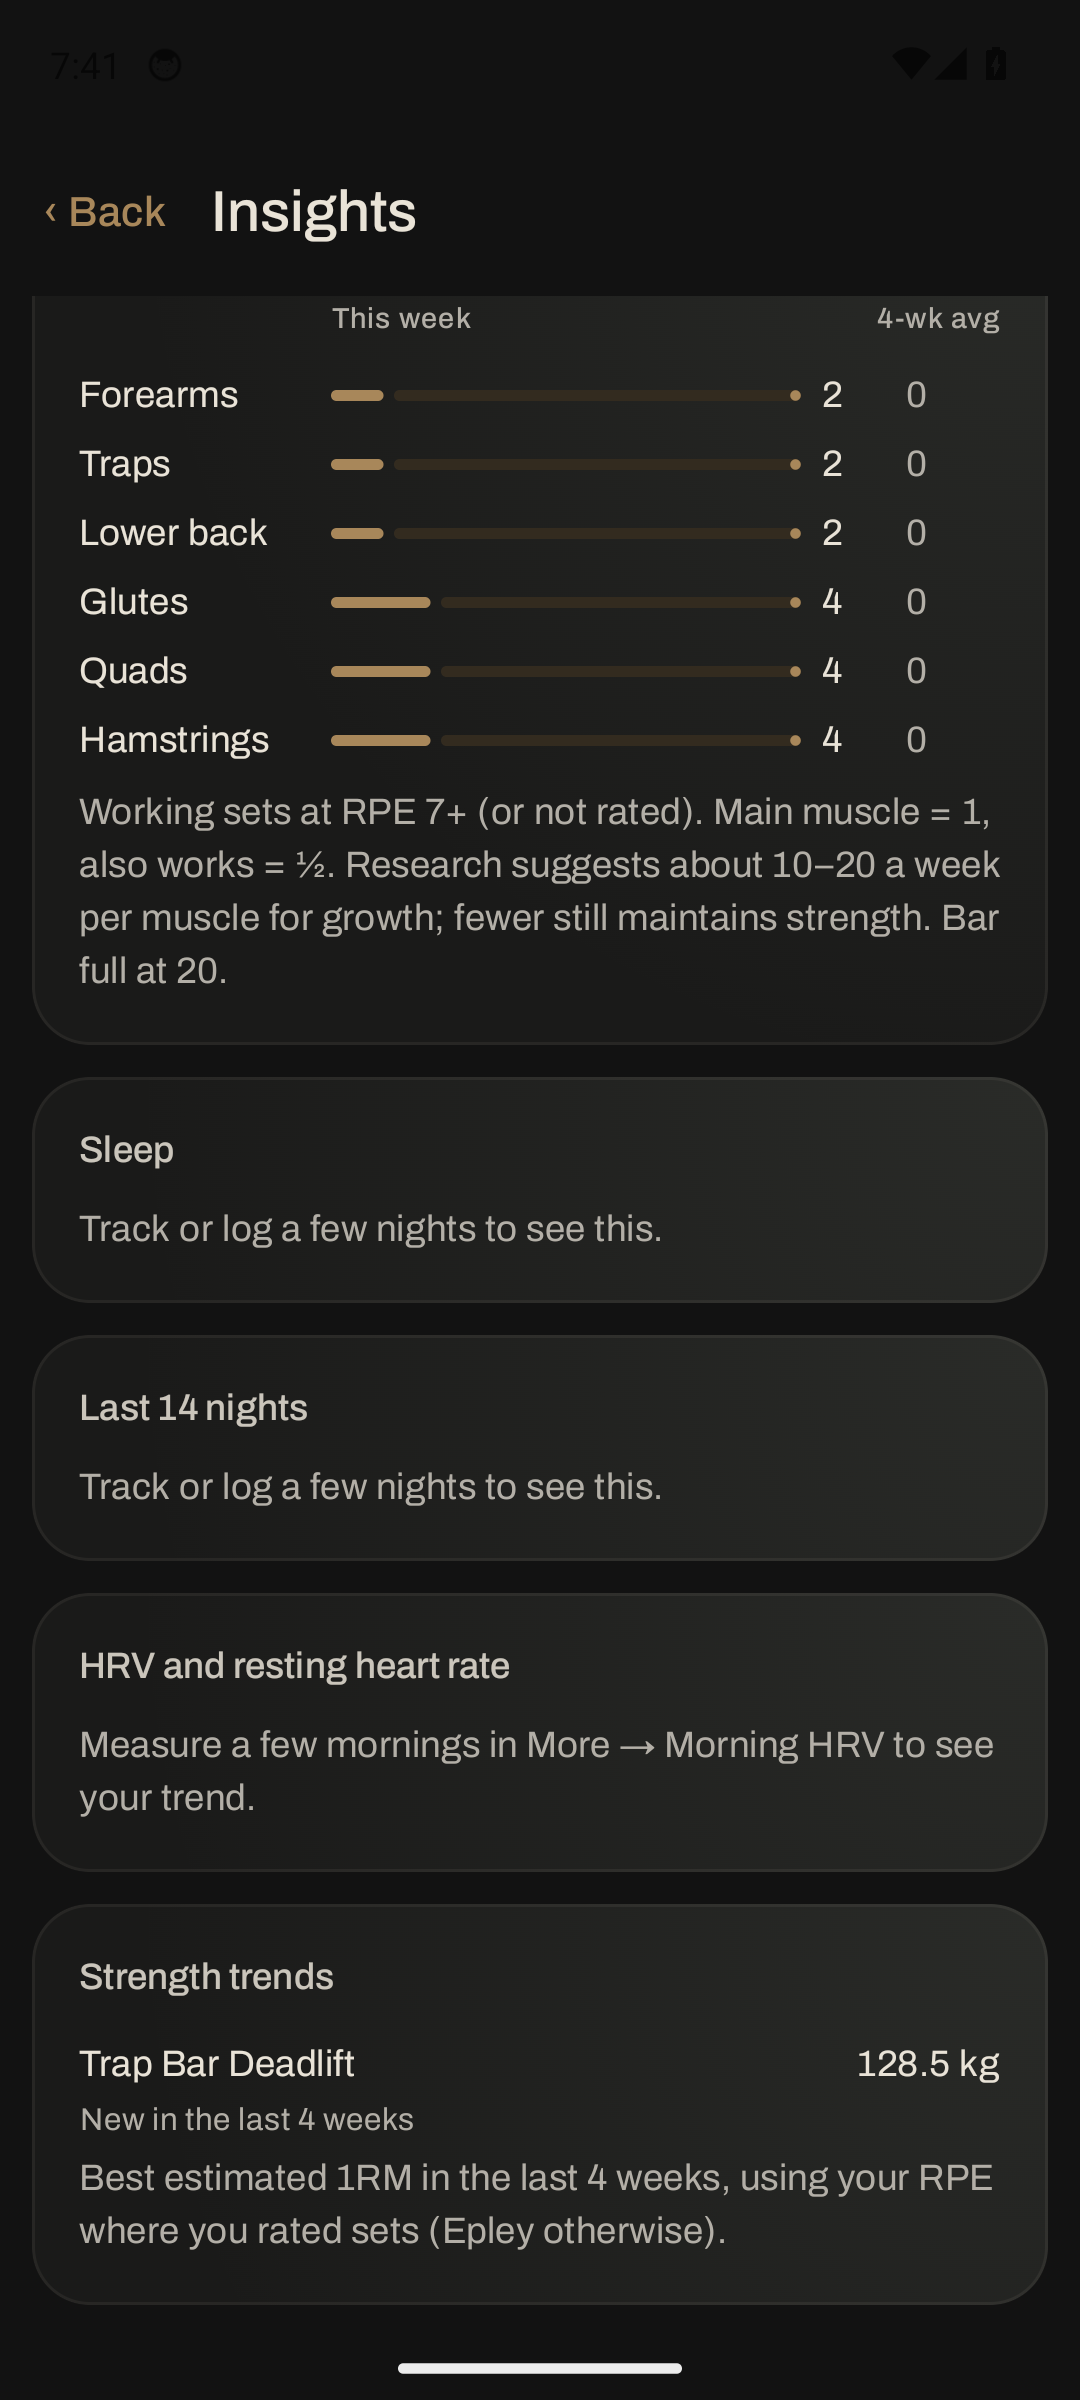 7:41
‹ Back Insights
This week 4-wk avg
Forearms 2 0
Traps 2 0
Lower back 2 0
Glutes 4 0
Quads 4 0
Hamstrings 4 0
Working sets at RPE 7+ (or not rated). Main muscle = 1,
also works = ½. Research suggests about 10–20 a week
per muscle for growth; fewer still maintains strength. Bar
full at 20.
Sleep
Track or log a few nights to see this.
Last 14 nights
Track or log a few nights to see this.
HRV and resting heart rate
Measure a few mornings in More → Morning HRV to see
your trend.
Strength trends
Trap Bar Deadlift 128.5 kg
New in the last 4 weeks
Best estimated 1RM in the last 4 weeks, using your RPE
where you rated sets (Epley otherwise).